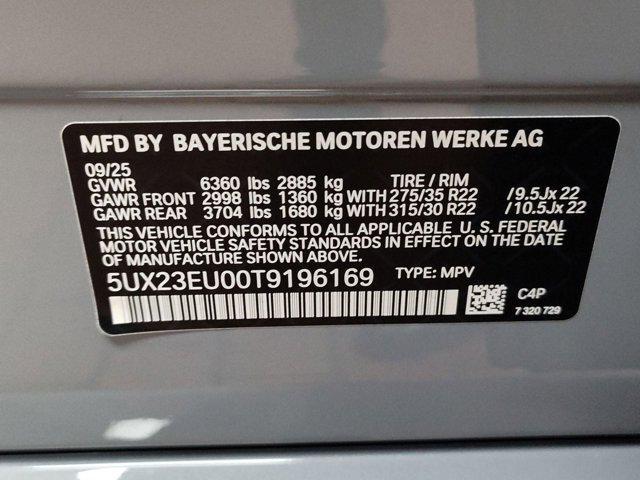 MFD BY BAYERISCHE MOTOREN WERKE AG
09/25
GVWR 6360 lbs 2885 kg TIRE / RIM
GAWR FRONT 2998 lbs 1360 kg WITH 275/35 R22 /9.5Jx 22
GAWR REAR 3704 lbs 1680 kg WITH 315/30 R22 /10.5Jx 22
THIS VEHICLE CONFORMS TO ALL APPLICABLE U. S. FEDERAL
MOTOR VEHICLE SAFETY STANDARDS IN EFFECT ON THE DATE
OF MANUFACTURE SHOWN ABOVE.
5UX23EU00T9196169 TYPE: MPV
C4P
7 320 729